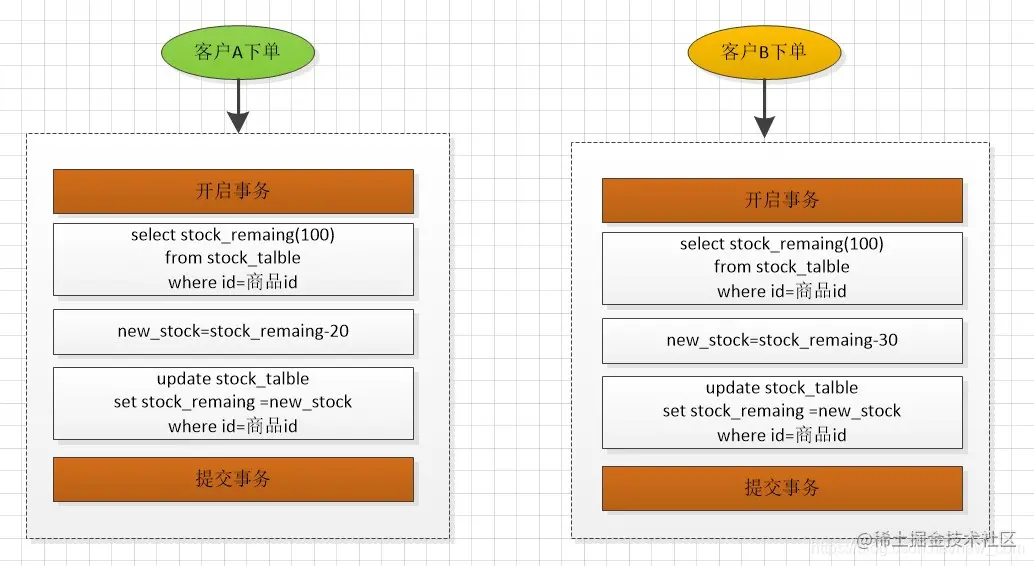 客户A下单
开启事务
select stock_remaing(100)
from stock_talble
where id=商品id
new_stock=stock_remaing-20
update stock_talble
set stock_remaing =new_stock
where id=商品id
提交事务
客户B下单
开启事务
select stock_remaing(100)
from stock_talble
where id=商品id
new_stock=stock_remaing-30
update stock_talble
set stock_remaing =new_stock
where id=商品id
提交事务
@稀土掘金技术社区